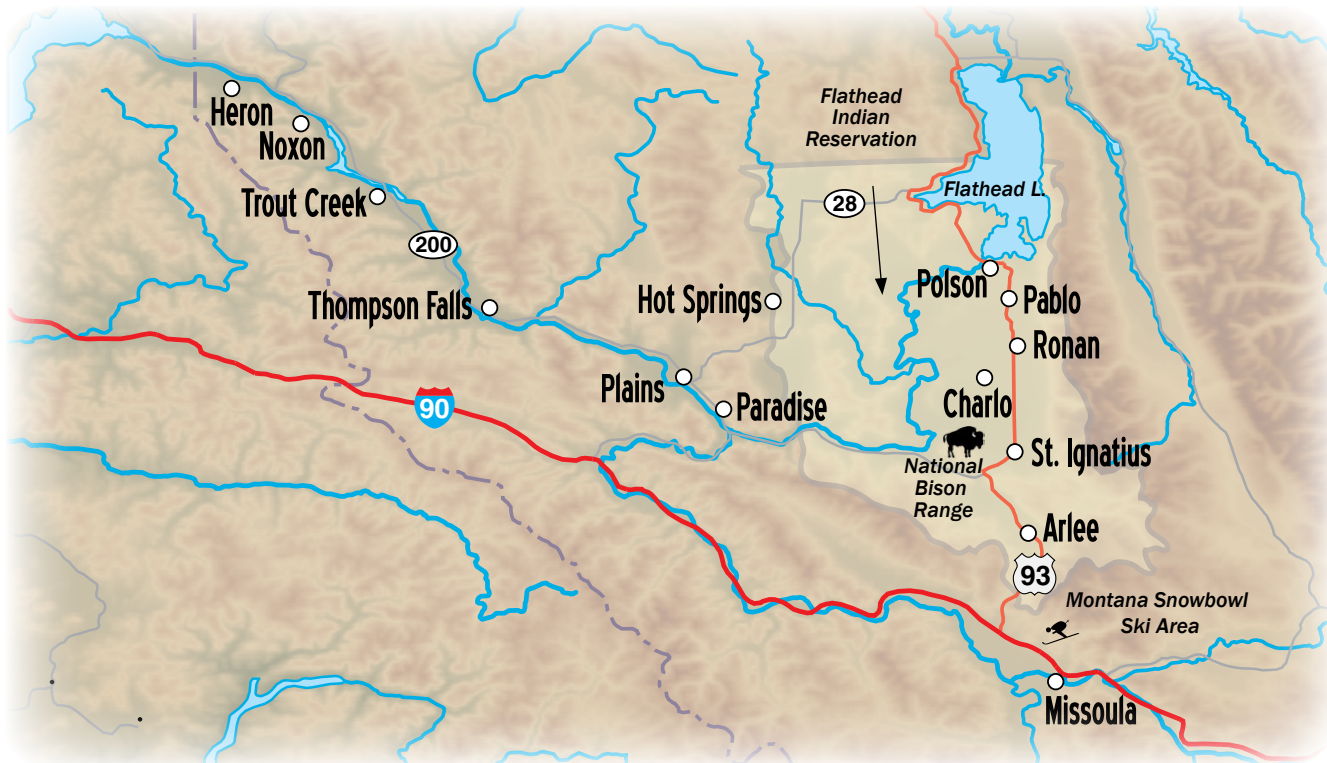 Heron
Noxon
Trout Creek
200
Thompson Falls
Flathead
Indian
Reservation
28
Flathead L.
Hot Springs
Polson
Pablo
Ronan
Plains
Paradise
Charlo
90
National
Bison
Range
St. Ignatius
Arlee
93
Montana Snowbowl
Ski Area
Missoula